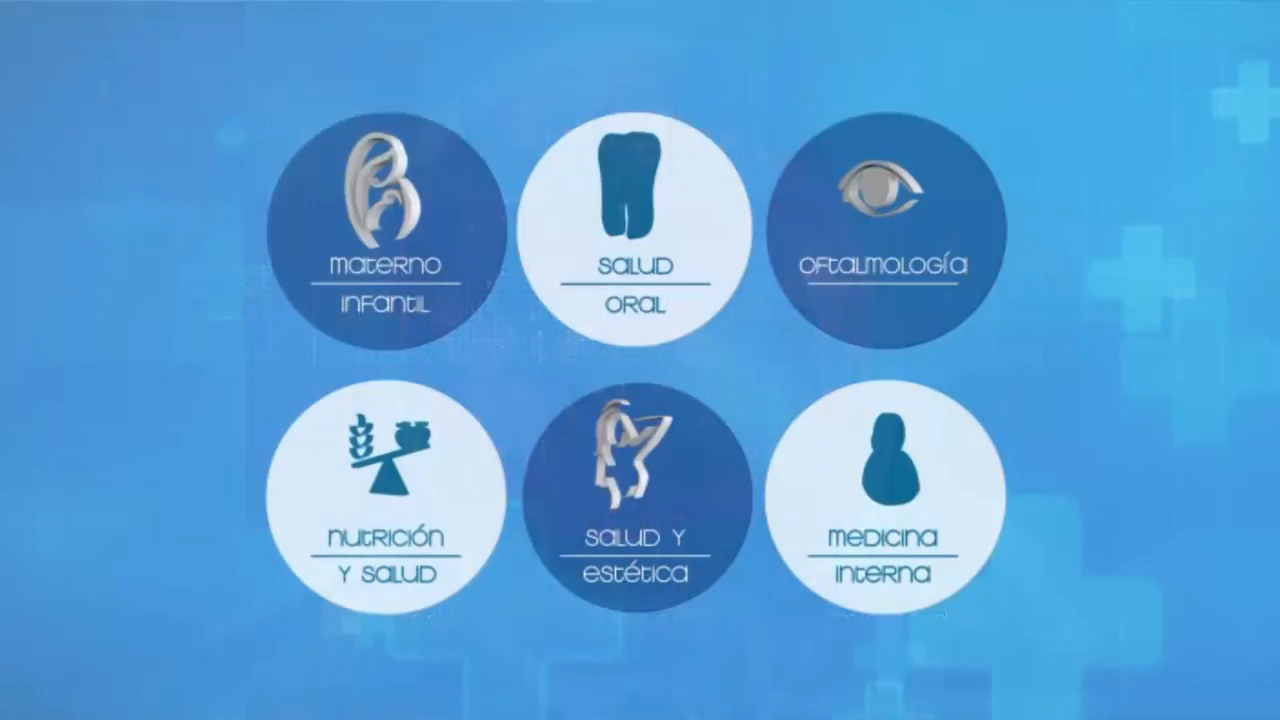 MATERNO
INFANTIL
SALUD
ORAL
OFTALMOLOGÍA
NUTRICIÓN
Y SALUD
SALUD Y
ESTÉTICA
MEDICINA
INTERNA